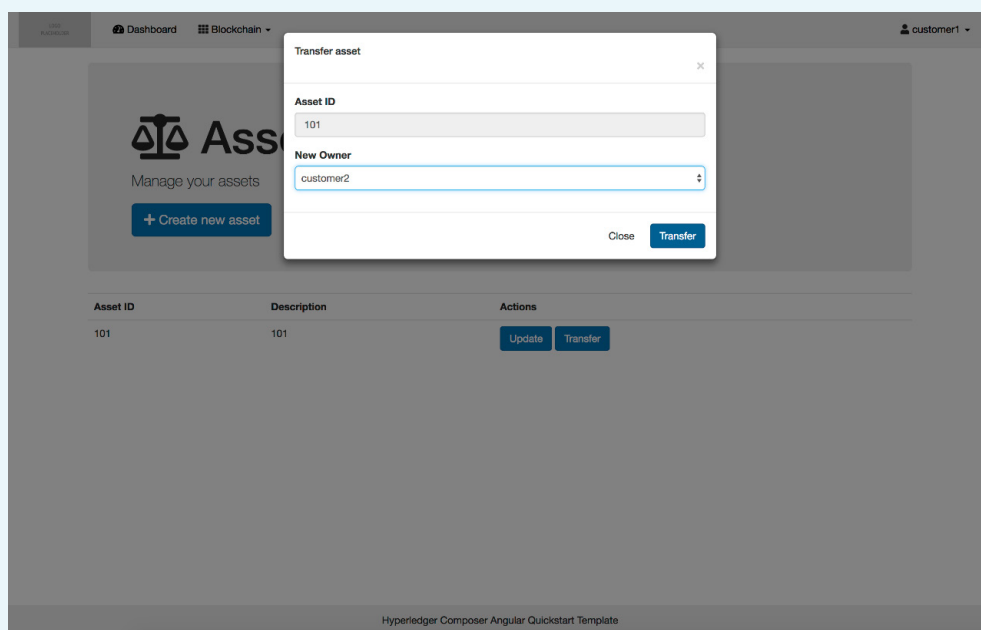 Dashboard
Blockchain
customer1
Transfer asset
×
Asset ID
101
New Owner
customer2
Close
Transfer
Ass
Manage your assets
+ Create new asset
Asset ID Description Actions
101 101 Update Transfer
Hyperledger Composer Angular Quickstart Template